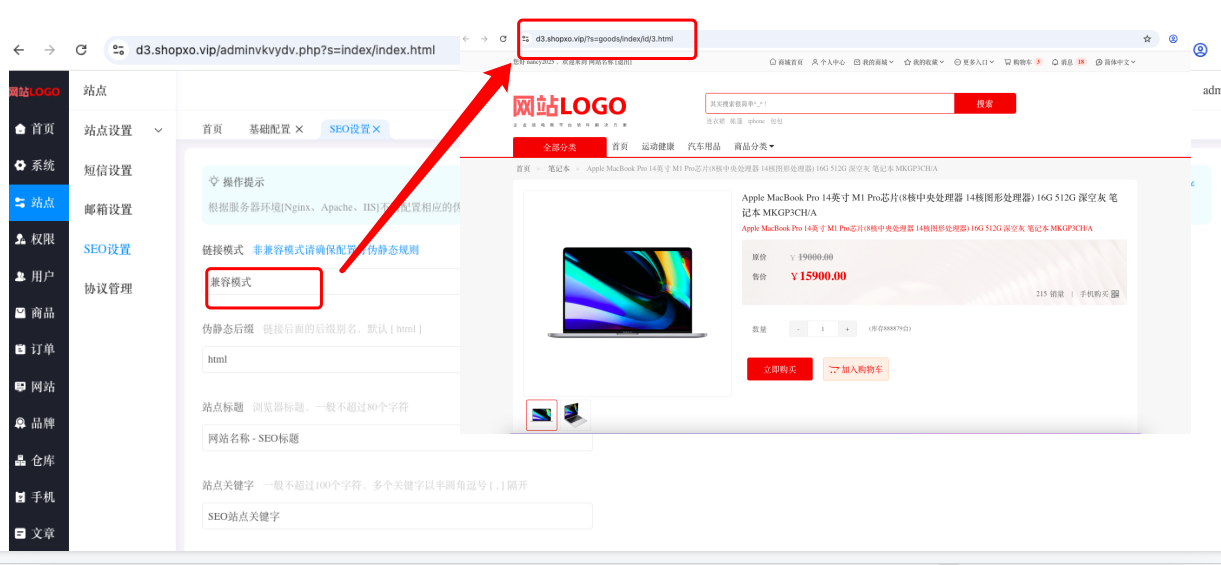 d3.shopxo.vip/adminvkvydv.php?s=index/index.html
网站LOGO
首页
系统
站点
权限
用户
商品
订单
网站
品牌
仓库
手机
文章
站点
站点设置
短信设置
邮箱设置
SEO设置
协议管理
adm
首页
基础配置
SEO设置
操作提示
根据服务器环境[Nginx、Apache、IIS]不
配置相应的
链接模式 非兼容模式请确保配置
伪静态规则
兼容模式
伪静态后缀 链接后面的后缀别名、默认 [ html ]
html
站点标题 浏览器标题、一般不超过80个字符
网站名称 - SEO标题
站点关键字 一般不超过100个字符、多个关键字以半圆角逗号 [ , ] 隔开
SEO站点关键字
d3.shopxo.vip/?s=goods/index/index/id/3.html
您好 nancy2025 ，欢迎来到 网站名称 [退出]
商城首页 个人中心 我的商城 我的收藏 更多入口 购物车 3 消息 18 简体中文
网站LOGO
企业级电商平台软件解决方案
其实搜索很简单^_^ !
搜索
连衣裙 帐篷 iphone 包包
全部分类 首页 运动健康 汽车用品 商品分类
首页 笔记本 Apple MacBook Pro 14英寸 M1 Pro芯片(8核中央处理器 14核图形处理器) 16G 512G 深空灰 笔记本 MKGP3CH/A
Apple MacBook Pro 14英寸 M1 Pro芯片(8核中央处理器 14核图形处理器) 16G 512G 深空灰 笔
记本 MKGP3CH/A
Apple MacBook Pro 14英寸 M1 Pro芯片(8核中央处理器 14核图形处理器) 16G 512G 深空灰 笔记本 MKGP3CH/A
原价 ￥19000.00
售价 ￥15900.00
215 销量 | 手机购买
数量 - 1 + (库存888879台)
立即购买 加入购物车